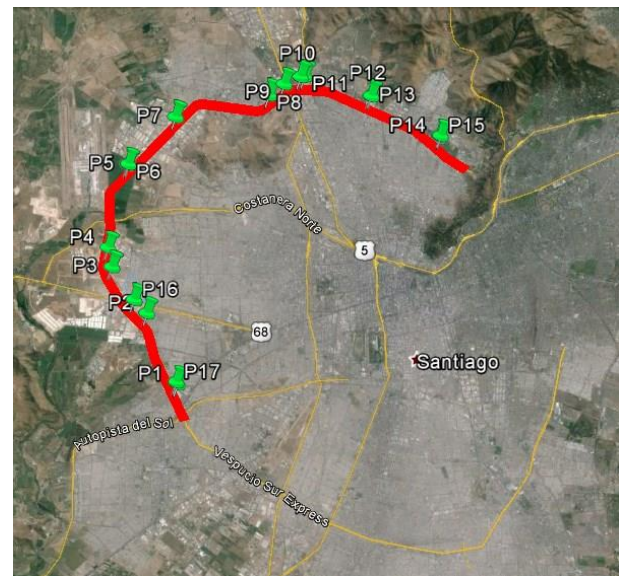 P10
P12
P9
P11
P13
P8
P7
P14
P15
P5
P6
Costanera Norte
P4
5
P3
P16
P2
68
Santiago
P1
P17
Autopista del Sol
Vespucio Sur Express